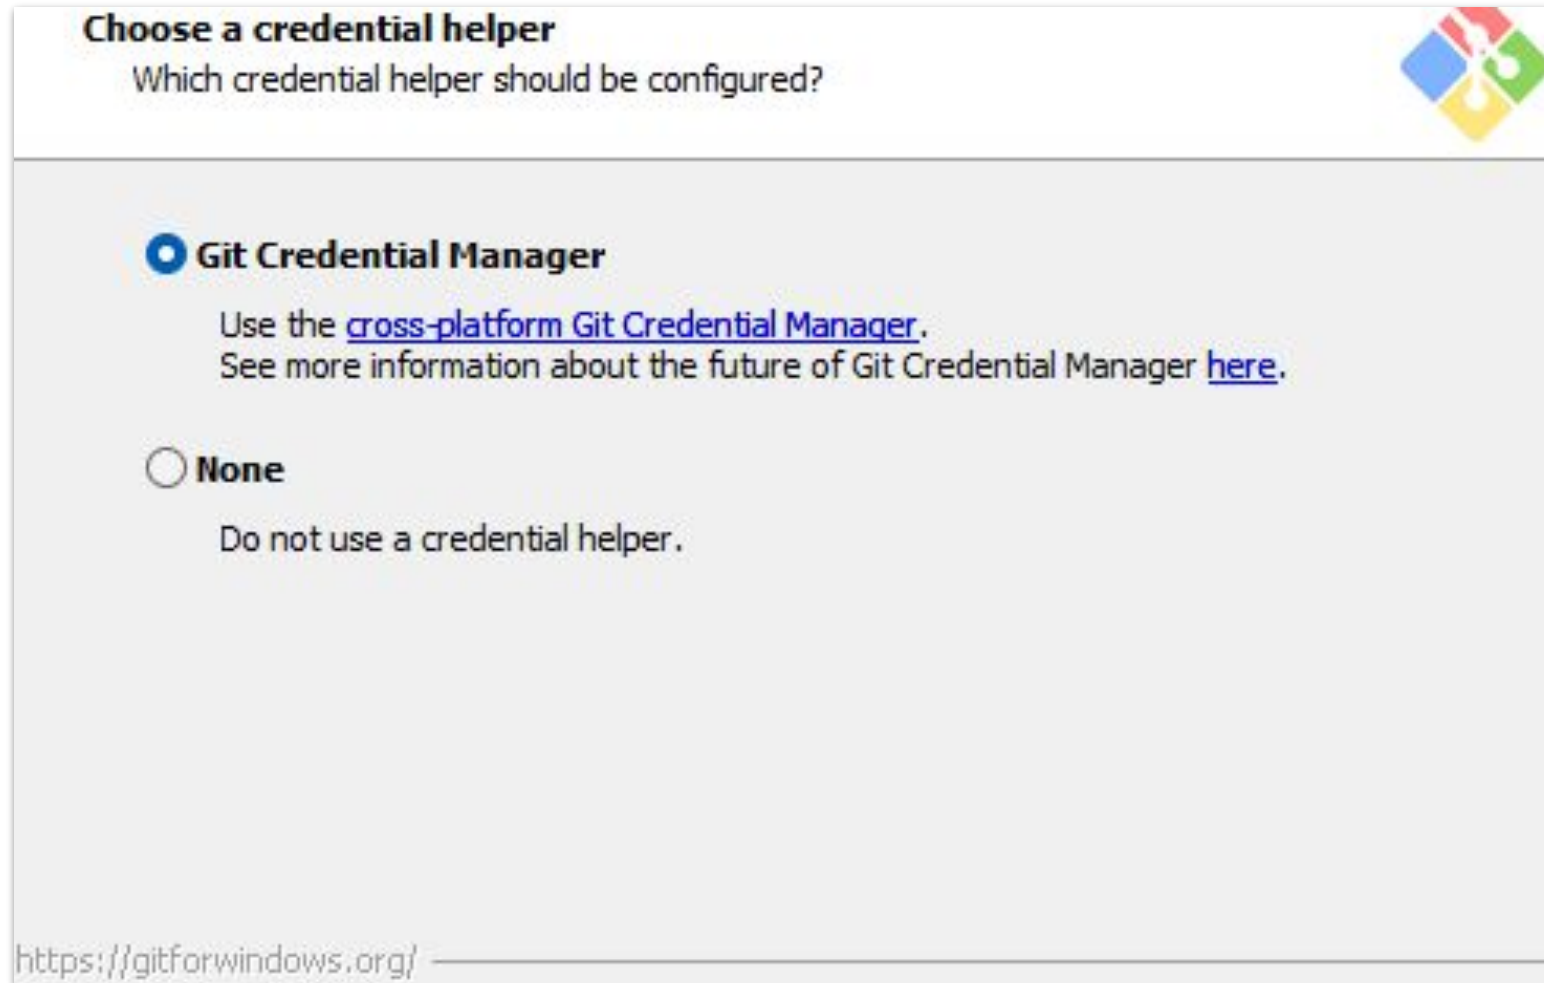 Choose a credential helper
Which credential helper should be configured?
Git Credential Manager
Use the cross-platform Git Credential Manager.
See more information about the future of Git Credential Manager here.
None
Do not use a credential helper.
https://gitforwindows.org/